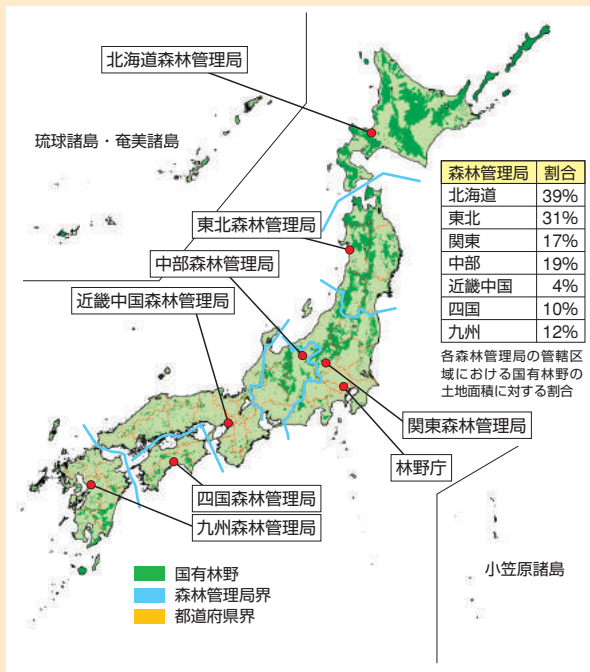 北海道森林管理局
琉球諸島・奄美諸島
森林管理局 割合
北海道 39%
東北 31%
関東 17%
中部 19%
近畿中国 4%
四国 10%
九州 12%
各森林管理局の管轄区
域における国有林野の
土地面積に対する割合
東北森林管理局
中部森林管理局
近畿中国森林管理局
関東森林管理局
林野庁
四国森林管理局
九州森林管理局
国有林野
森林管理局界
都道府県界
小笠原諸島